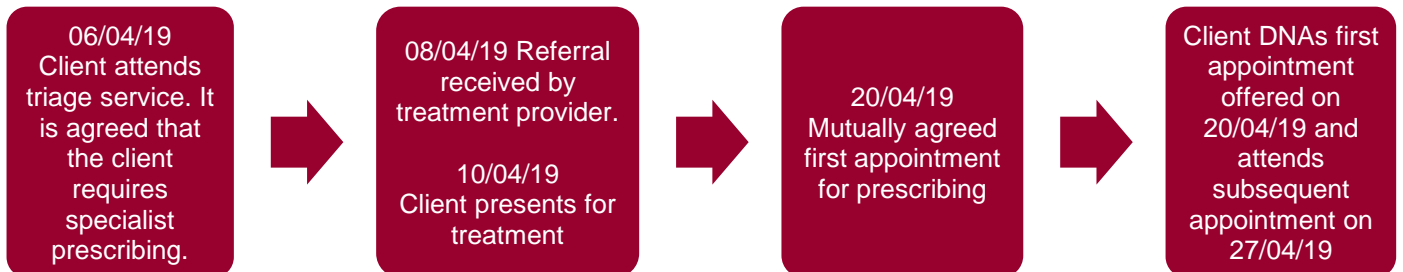 06/04/19
Client attends
triage service. It
is agreed that
the client
requires
specialist
prescribing.
08/04/19 Referral
received by
treatment provider.
10/04/19
Client presents for
treatment
20/04/19
Mutually agreed
first appointment
for prescribing
Client DNAs first
appointment
offered on
20/04/19 and
attends
subsequent
appointment on
27/04/19